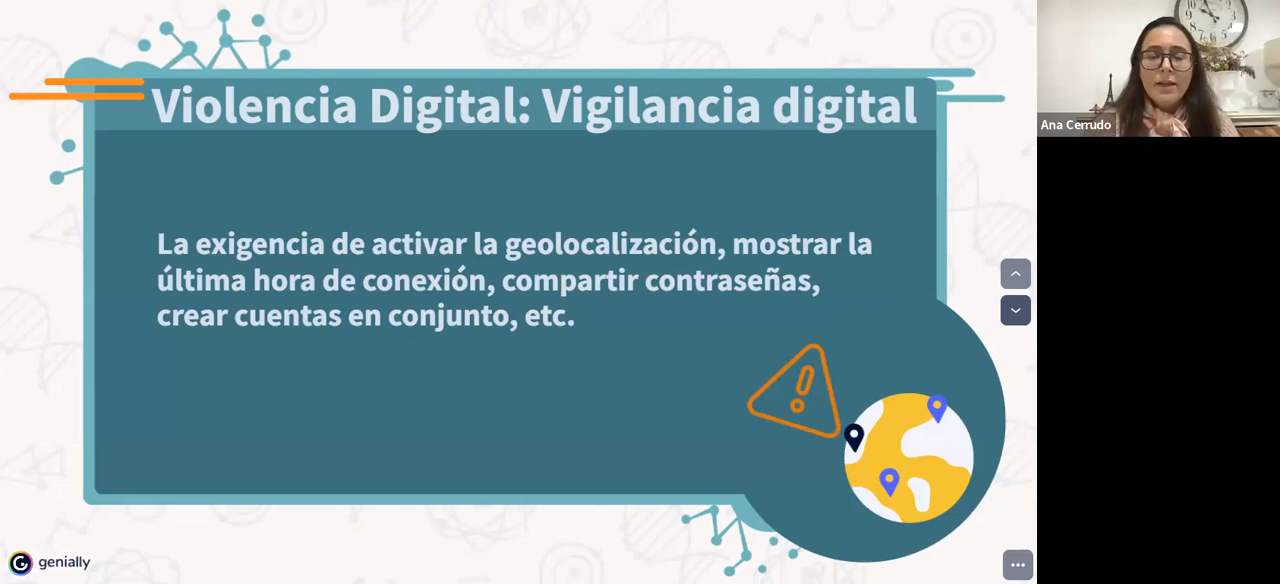 Violencia Digital: Vigilancia digital
La exigencia de activar la geolocalización, mostrar la
última hora de conexión, compartir contraseñas,
crear cuentas en conjunto, etc.
Ana Cerrudo
genially